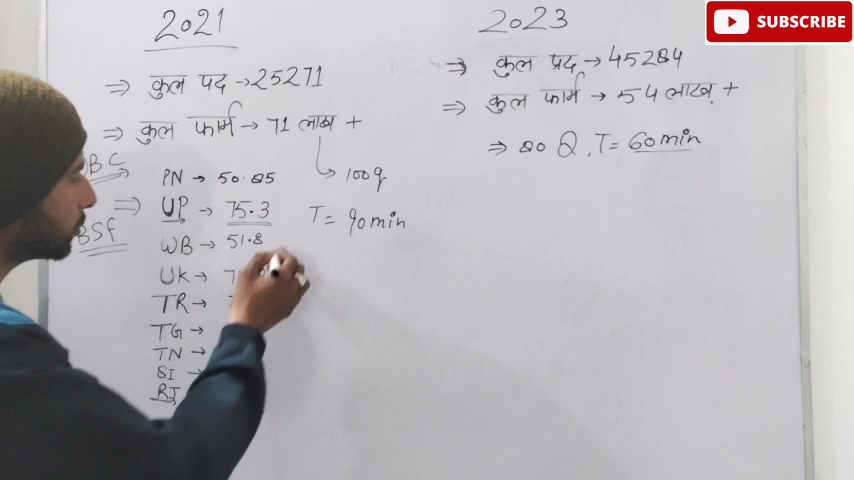 2021
⇒ कुल पद → 25271
⇒ कुल फार्म → 71 लाख +
→ 100q
BC
PN → 50.85
⇒ UP → 75.3
T = 90 min
BSf
WB → 51.8
UK →
TR →
TG →
TN →
SI →
RJ
2023
⇒ कुल प्रद → 45284
⇒ कुल फार्म → 54 लाख +
⇒ 80 Q, T = 60 min
SUBSCRIBE